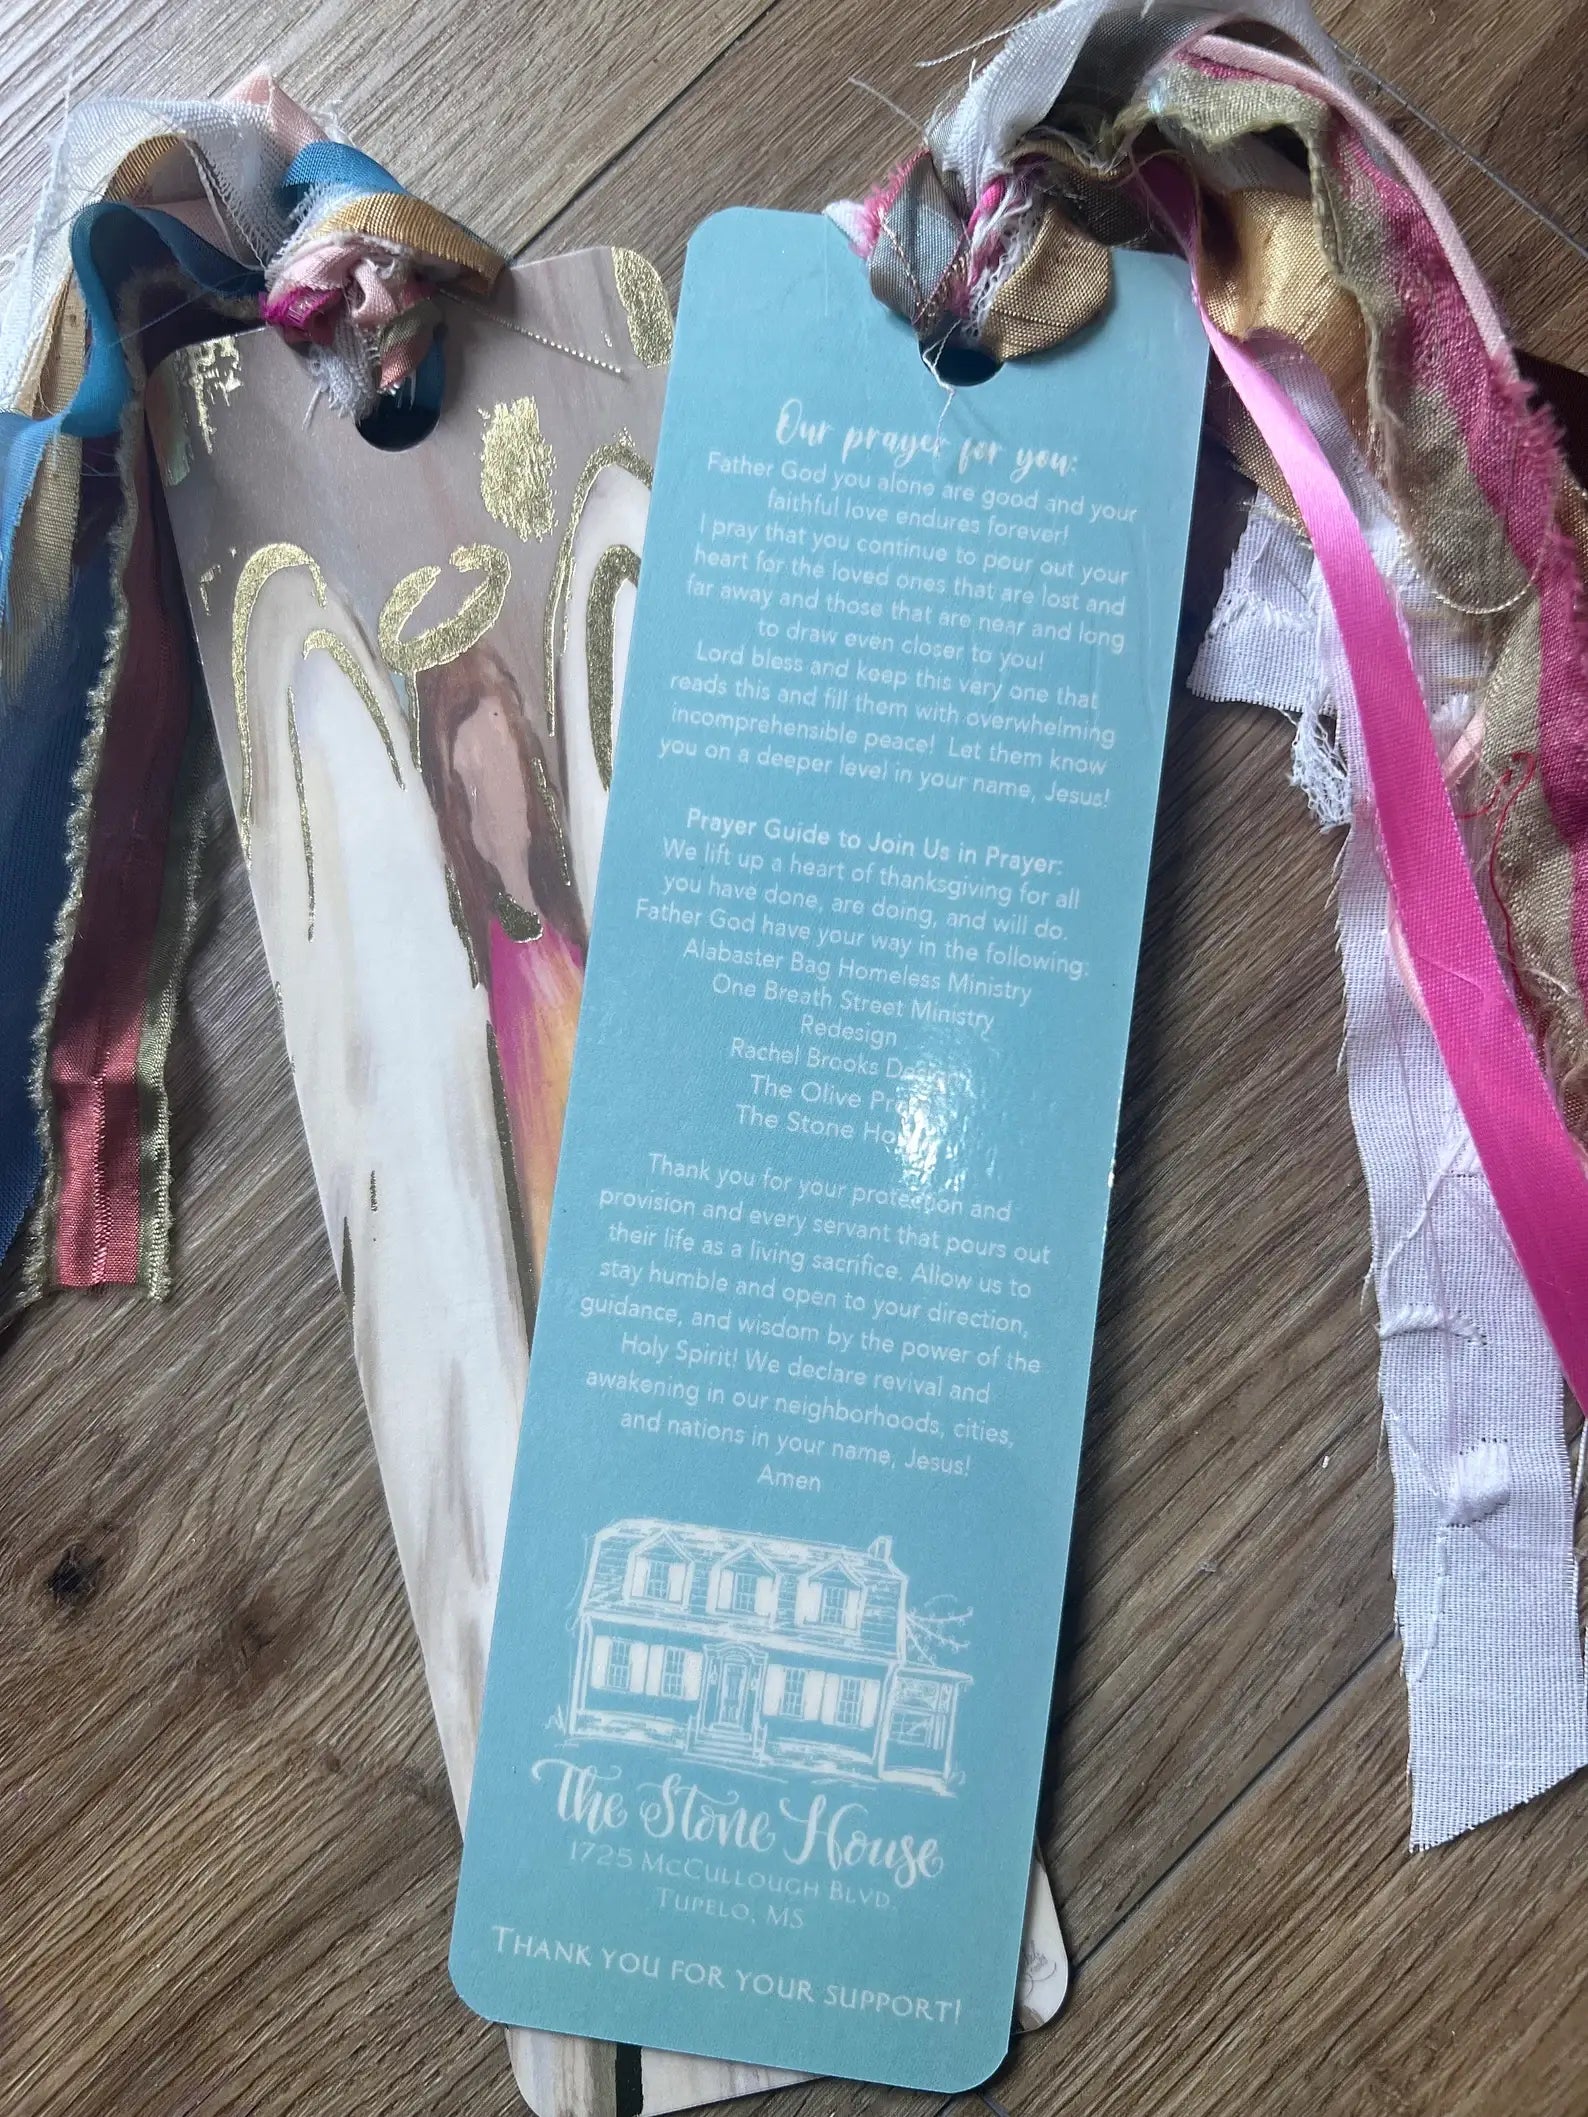 Our prayer for you:
Father God you alone are good and your
faithful love endures forever!
I pray that you continue to pour out your
heart for the loved ones that are lost and
far away and those that are near and long
to draw even closer to you!
Lord bless and keep this very one that
reads this and fill them with overwhelming
incomprehensible peace! Let them know
you on a deeper level in your name, Jesus!
Prayer Guide to Join Us in Prayer:
We lift up a heart of thanksgiving for all
you have done, are doing, and will do.
Father God have your way in the following:
Alabaster Bag Homeless Ministry
One Breath Street Ministry
Redesign
Rachel Brooks
The Olive
The Stone
Thank you for your protection and
provision and every servant that pours out
their life as a living sacrifice. Allow us to
stay humble and open to your direction,
guidance, and wisdom by the power of the
Holy Spirit! We declare revival and
awakening in our neighborhoods, cities,
and nations in your name, Jesus!
Amen
The Stone House
1725 McCullough Blvd.
Tupelo, MS
Thank you for your support!